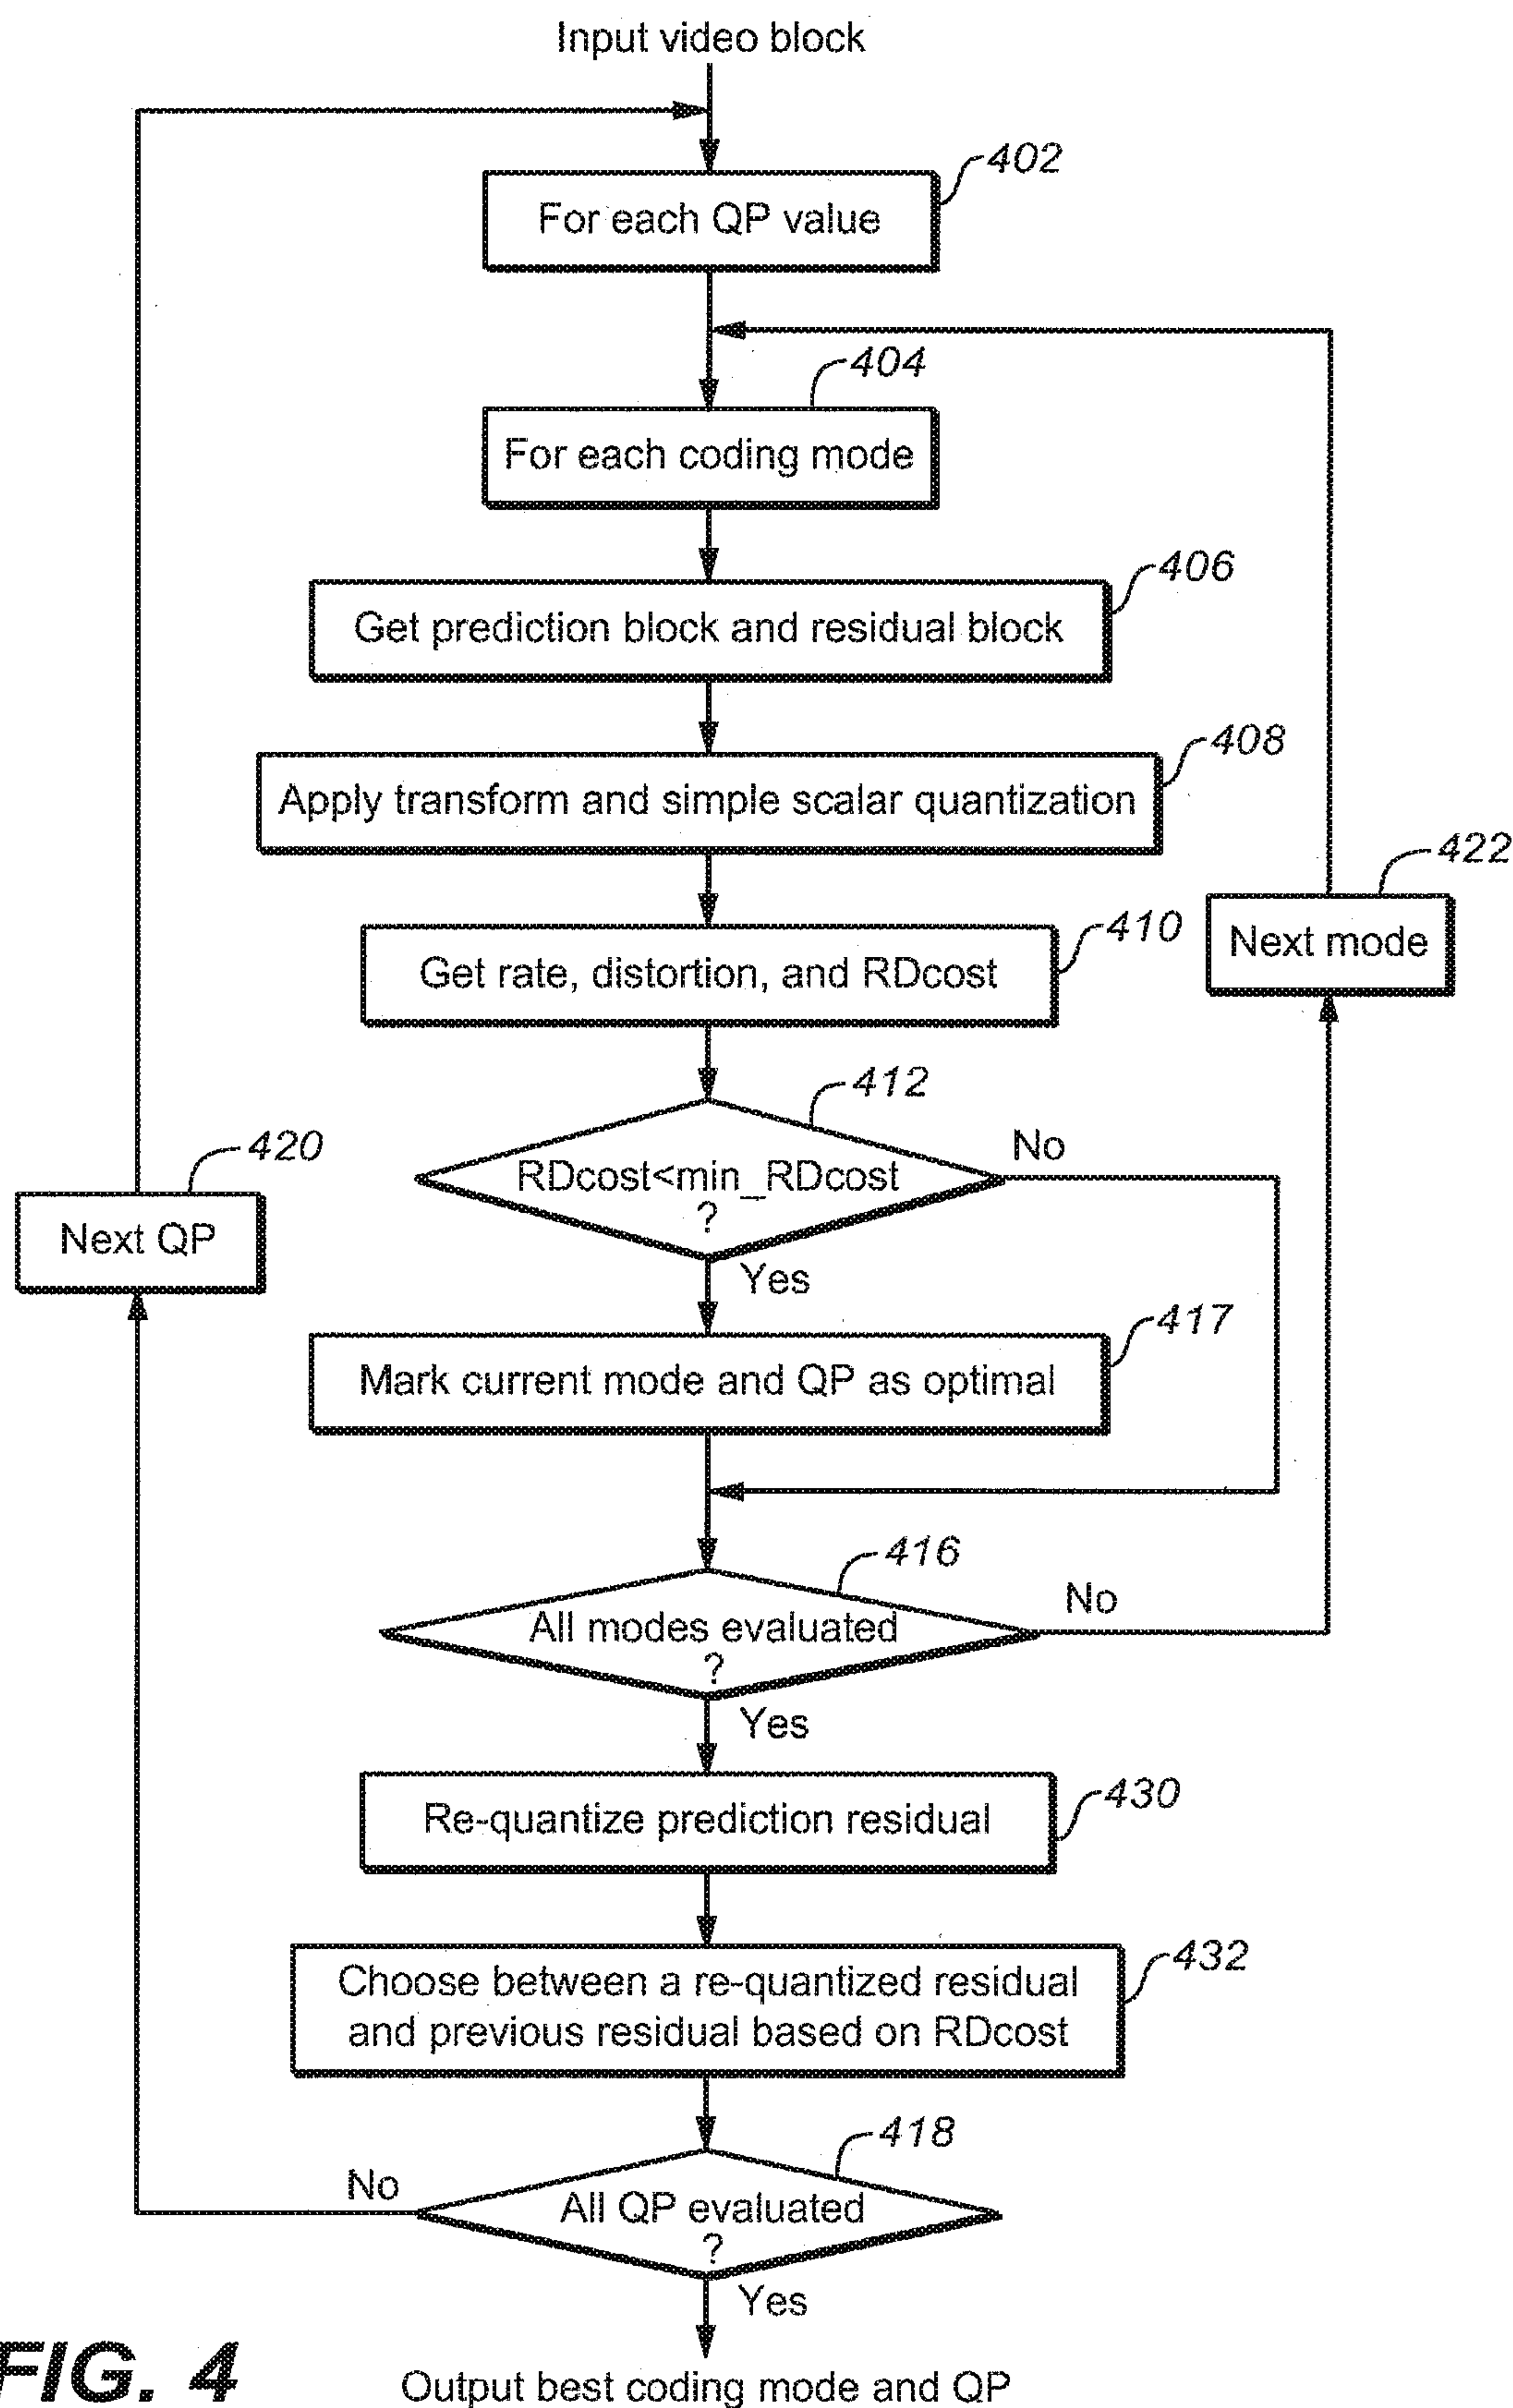 Input video block
402
For each QP value
404
For each coding mode
406
Get prediction block and residual block
408
Apply transform and simple scalar quantization
422
Next mode
410
Get rate, distortion, and RDcost
412
RDcost<min_RDcost
?
No
Yes
420
Next QP
417
Mark current mode and QP as optimal
416
All modes evaluated
?
No
Yes
430
Re-quantize prediction residual
432
Choose between a re-quantized residual
and previous residual based on RDcost
418
All QP evaluated
?
No
Yes
Output best coding mode and QP
FIG. 4